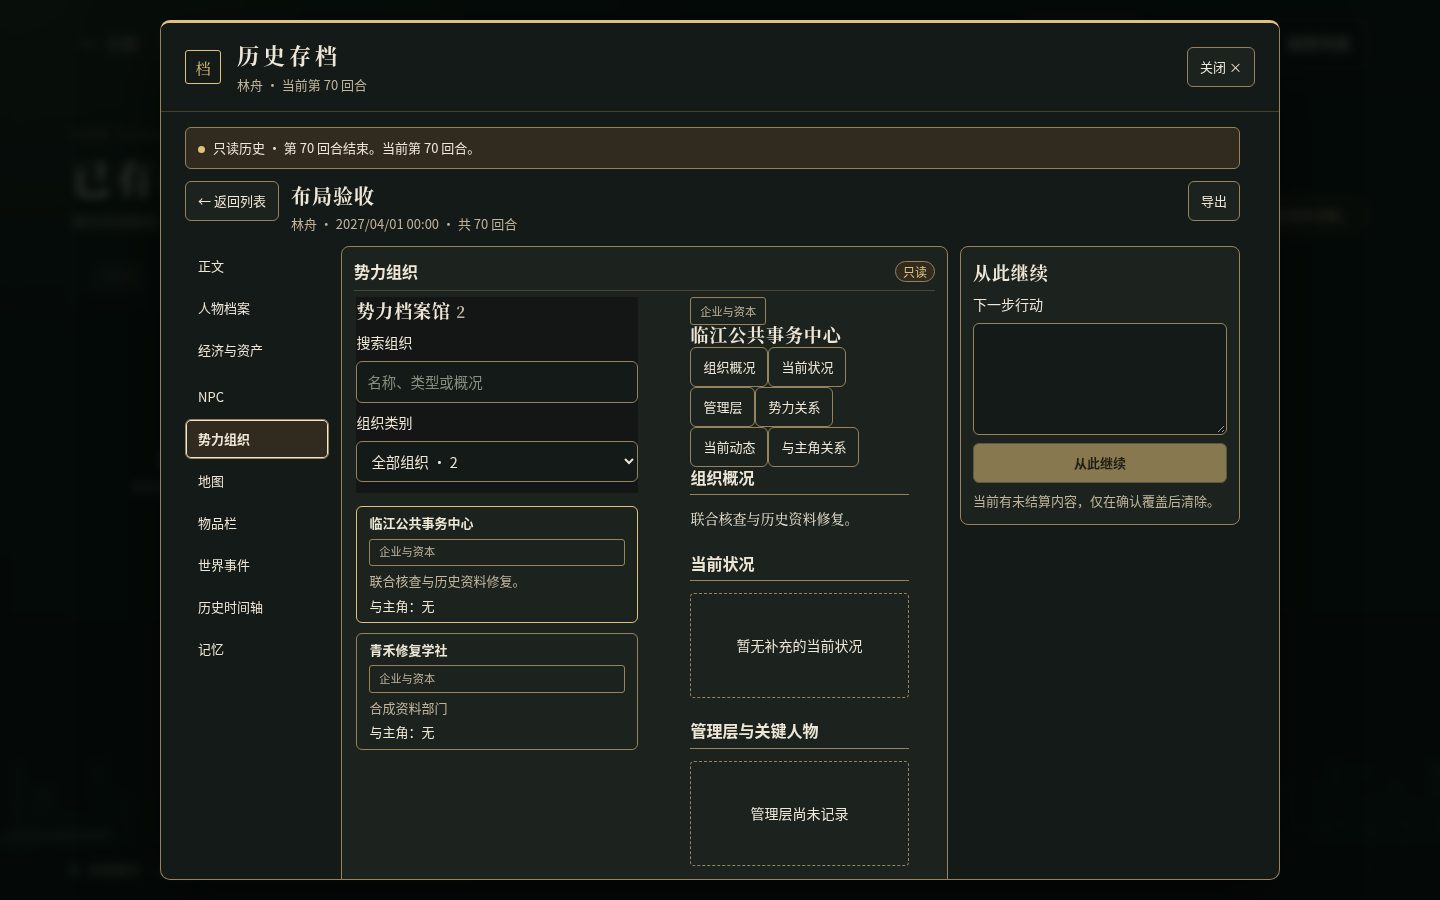 档
历史存档
林舟 · 当前第 70 回合
关闭 ×
只读历史 · 第 70 回合结束。当前第 70 回合。
← 返回列表
布局验收
林舟 · 2027/04/01 00:00 · 共 70 回合
导出
正文
人物档案
经济与资产
NPC
势力组织
地图
物品栏
世界事件
历史时间轴
记忆
势力组织
只读
势力档案馆 2
搜索组织
名称、类型或概况
组织类别
全部组织 · 2
临江公共事务中心
企业与资本
联合核查与历史资料修复。
与主角：无
青禾修复学社
企业与资本
合成资料部门
与主角：无
企业与资本
临江公共事务中心
组织概况
当前状况
管理层
势力关系
当前动态
与主角关系
组织概况
联合核查与历史资料修复。
当前状况
暂无补充的当前状况
管理层与关键人物
管理层尚未记录
从此继续
下一步行动
从此继续
当前有未结算内容，仅在确认覆盖后清除。